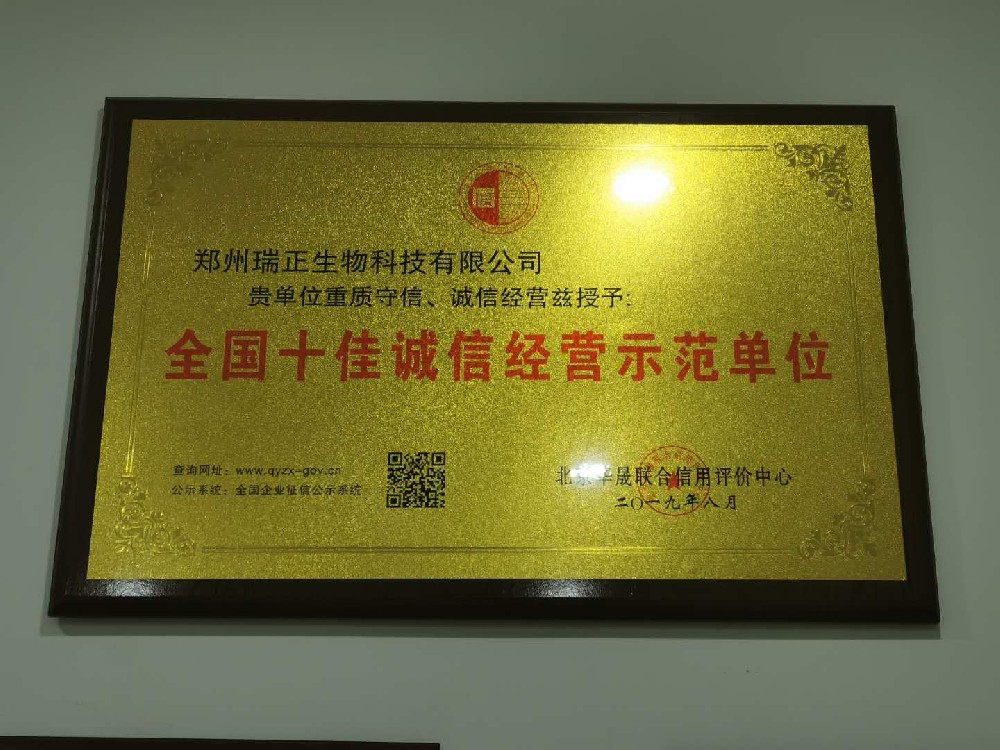 信
郑州瑞正生物科技有限公司
贵单位重质守信、诚信经营兹授予:
全国十佳诚信经营示范单位
查询网址: www.qyzx-gov.cn
公示系统: 全国企业征信公示系统
北京华晟联合信用评价中心
二〇一九年八月